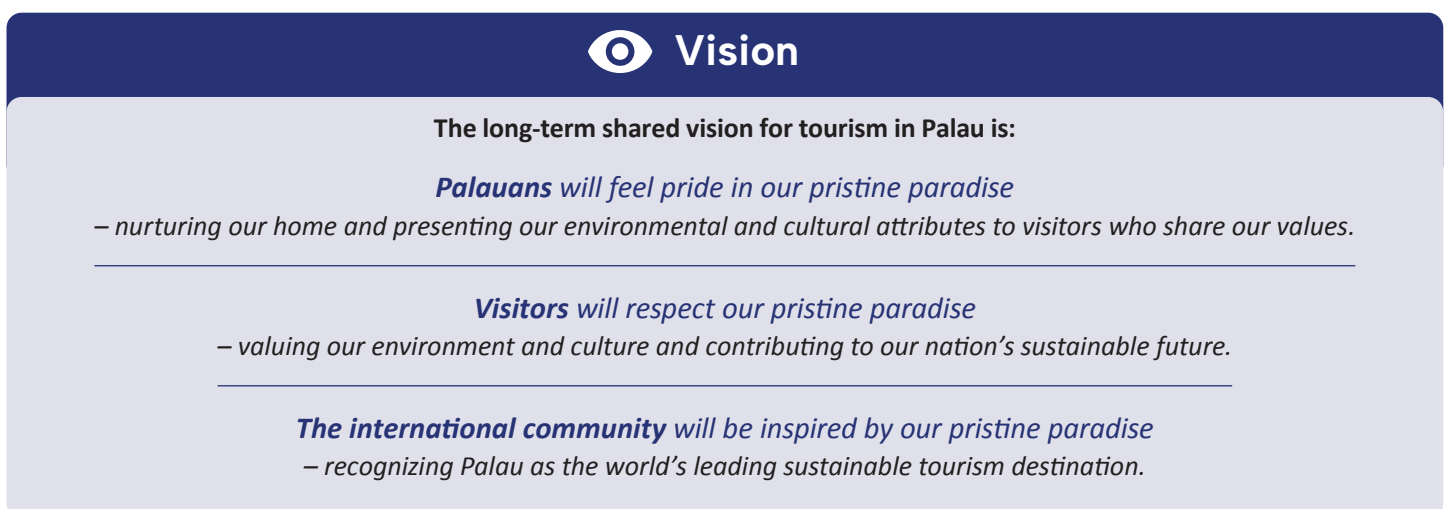 Vision
The long-term shared vision for tourism in Palau is:
Palauans will feel pride in our pristine paradise
– nurturing our home and presenting our environmental and cultural attributes to visitors who share our values.
Visitors will respect our pristine paradise
– valuing our environment and culture and contributing to our nation’s sustainable future.
The international community will be inspired by our pristine paradise
– recognizing Palau as the world’s leading sustainable tourism destination.